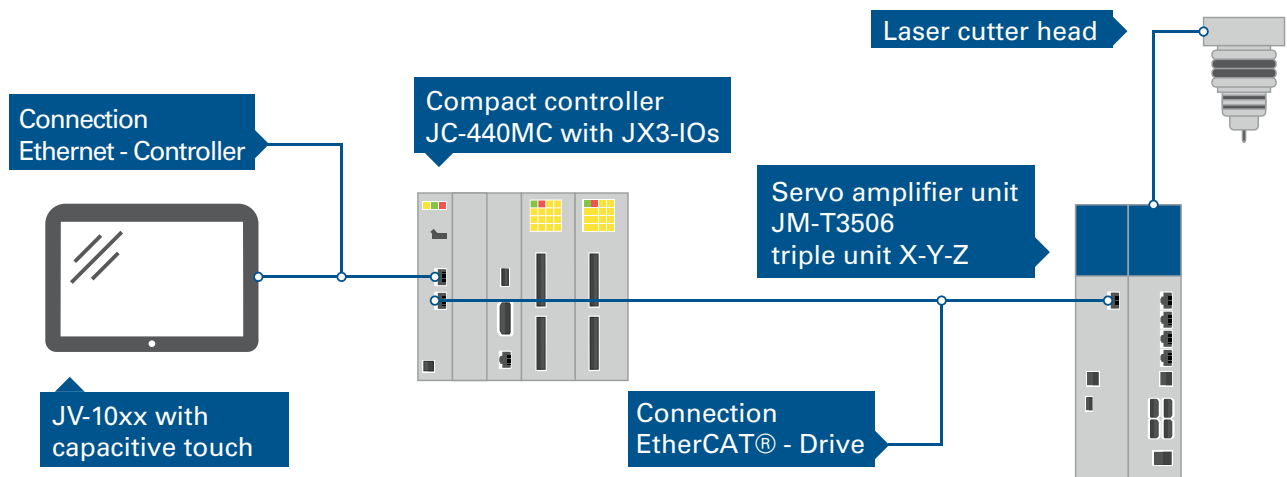 Laser cutter head
Connection
Ethernet - Controller
Compact controller
JC-440MC with JX3-IOs
Servo amplifier unit
JM-T3506
triple unit X-Y-Z
JV-10xx with
capacitive touch
Connection
EtherCAT® - Drive